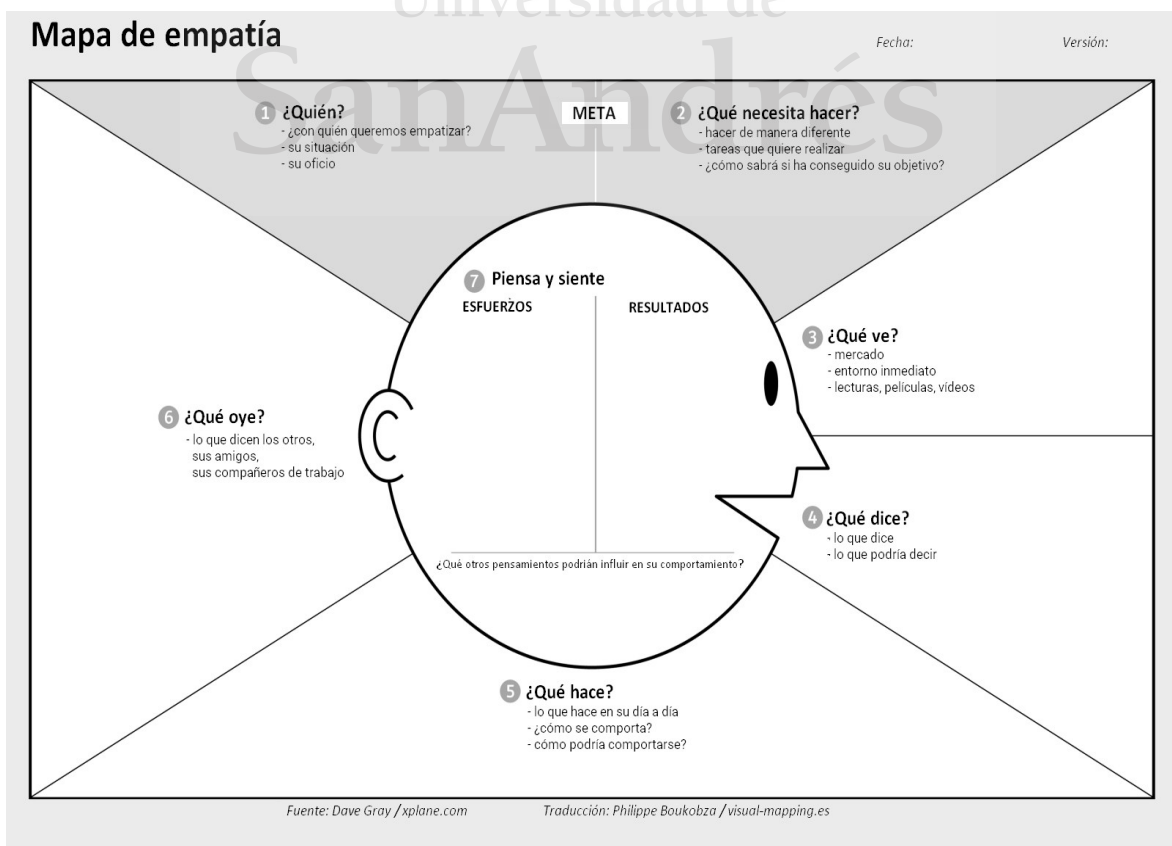 Universidad de
SanAndrés
Mapa de empatía
Fecha:
Versión:
1 ¿Quién?
- ¿con quién queremos empatizar?
- su situación
- su oficio
META
2 ¿Qué necesita hacer?
- hacer de manera diferente
- tareas que quiere realizar
- ¿cómo sabrá si ha conseguido su objetivo?
7 Piensa y siente
ESFUERZOS
RESULTADOS
¿Qué otros pensamientos podrían influir en su comportamiento?
3 ¿Qué ve?
- mercado
- entorno inmediato
- lecturas, películas, vídeos
4 ¿Qué dice?
- lo que dice
- lo que podría decir
5 ¿Qué hace?
- lo que hace en su día a día
- ¿cómo se comporta?
- cómo podría comportarse?
6 ¿Qué oye?
- lo que dicen los otros,
sus amigos,
sus compañeros de trabajo
Fuente: Dave Gray / xplane.com
Traducción: Philippe Boukobza / visual-mapping.es